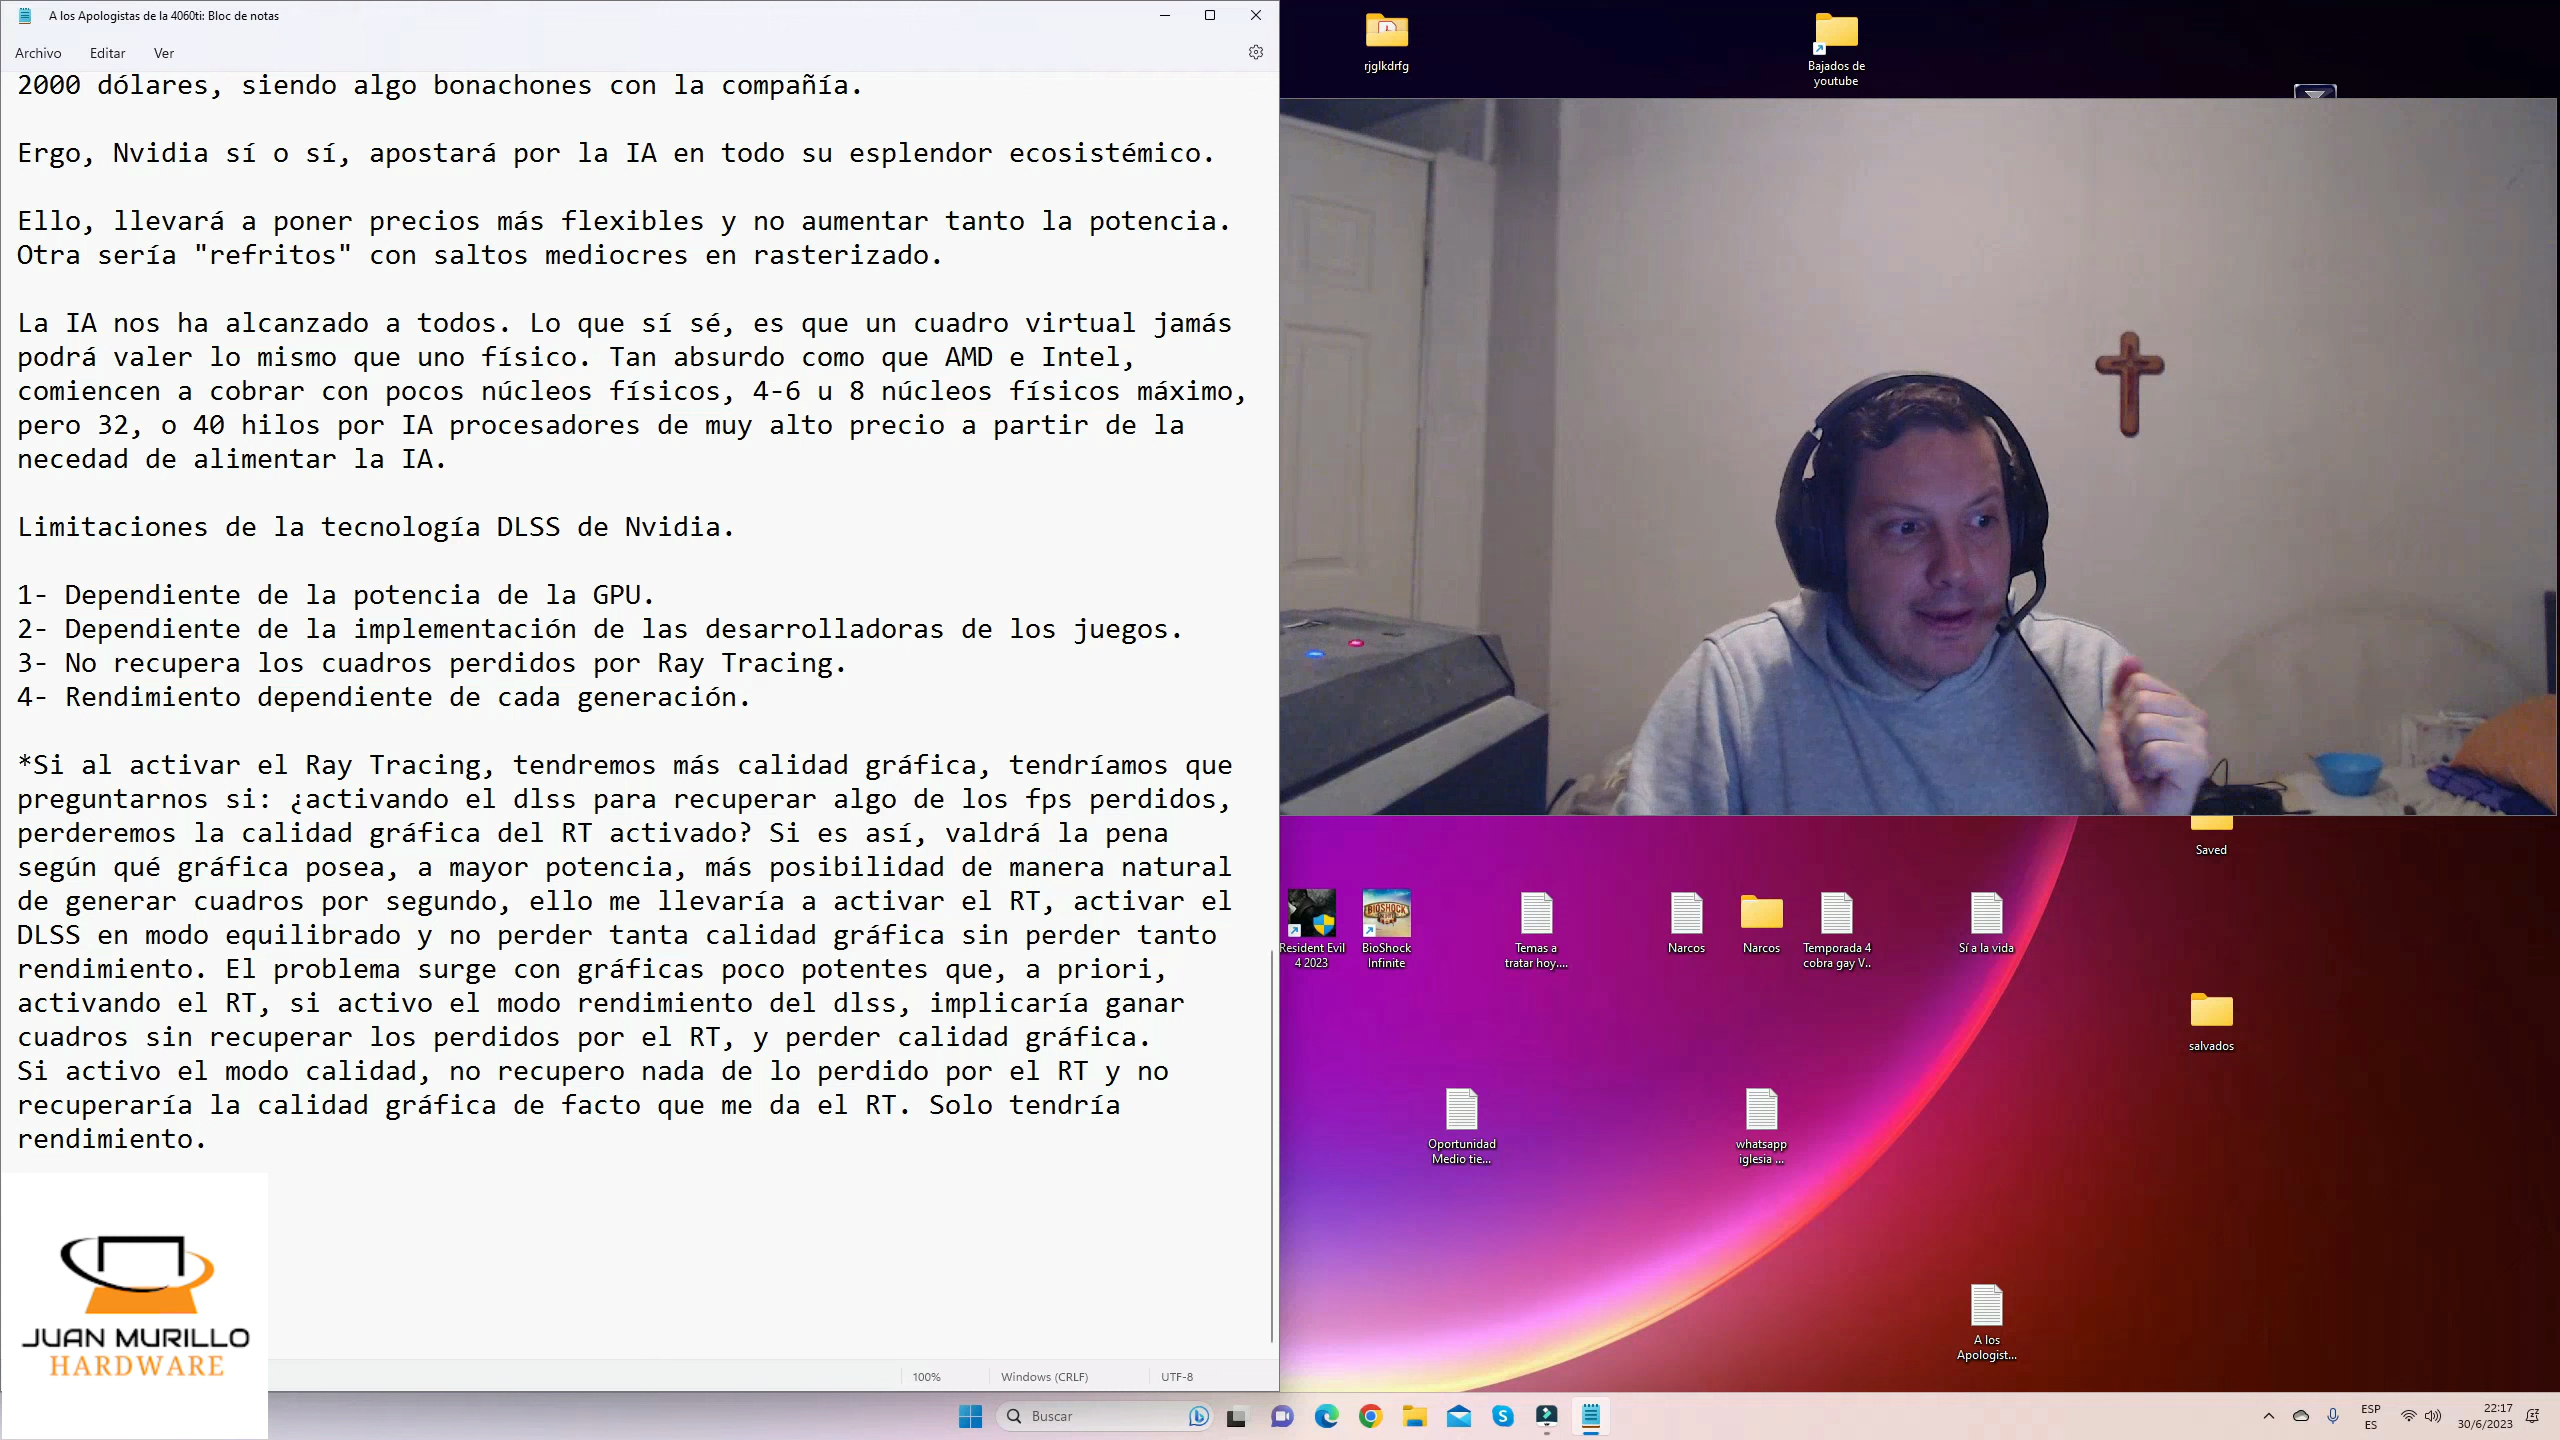 A los Apologistas de la 4060ti: Bloc de notas
Archivo Editar Ver
2000 dólares, siendo algo bonachones con la compañía.
Ergo, Nvidia sí o sí, apostará por la IA en todo su esplendor ecosistémico.
Ello, llevará a poner precios más flexibles y no aumentar tanto la potencia.
Otra sería "refritos" con saltos mediocres en rasterizado.
La IA nos ha alcanzado a todos. Lo que sí sé, es que un cuadro virtual jamás
podrá valer lo mismo que uno físico. Tan absurdo como que AMD e Intel,
comiencen a cobrar con pocos núcleos físicos, 4-6 u 8 núcleos físicos máximo,
pero 32, o 40 hilos por IA procesadores de muy alto precio a partir de la
necedad de alimentar la IA.
Limitaciones de la tecnología DLSS de Nvidia.
1- Dependiente de la potencia de la GPU.
2- Dependiente de la implementación de las desarrolladoras de los juegos.
3- No recupera los cuadros perdidos por Ray Tracing.
4- Rendimiento dependiente de cada generación.
*Si al activar el Ray Tracing, tendremos más calidad gráfica, tendríamos que
preguntarnos si: ¿activando el dlss para recuperar algo de los fps perdidos,
perderemos la calidad gráfica del RT activado? Si es así, valdrá la pena
según qué gráfica posea, a mayor potencia, más posibilidad de manera natural
de generar cuadros por segundo, ello me llevaría a activar el RT, activar el
DLSS en modo equilibrado y no perder tanta calidad gráfica sin perder tanto
rendimiento. El problema surge con gráficas poco potentes que, a priori,
activando el RT, si activo el modo rendimiento del dlss, implicaría ganar
cuadros sin recuperar los perdidos por el RT, y perder calidad gráfica.
Si activo el modo calidad, no recupero nada de lo perdido por el RT y no
recuperaría la calidad gráfica de facto que me da el RT. Solo tendría
rendimiento.
JUAN MURILLO
HARDWARE
100% Windows (CRLF) UTF-8
rjglkdrfg
Bajados de
youtube
Saved
Resident Evil
4 2023
BioShock
Infinite
Temas a
tratar hoy....
Narcos
Narcos
Temporada 4
cobra gay V..
Sí a la vida
salvados
Oportunidad
Medio tie...
whatsapp
iglesia ...
A los
Apologist...
Buscar
ESP
ES
22:17
30/6/2023